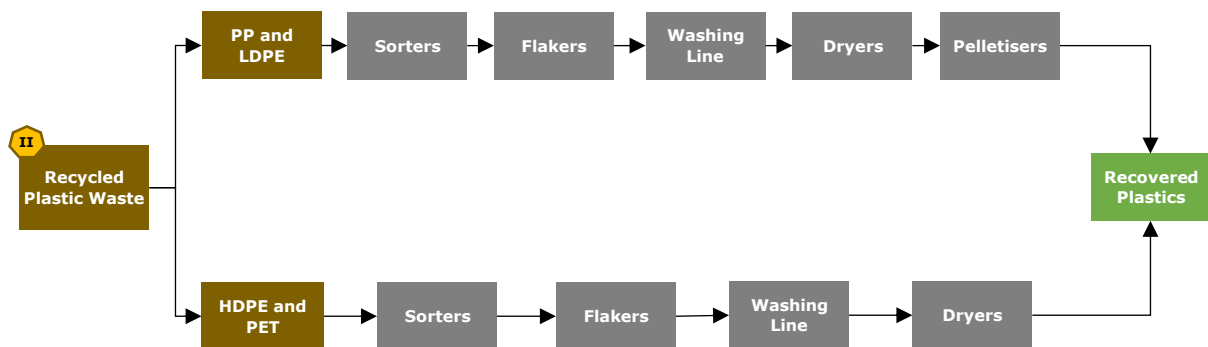 PP and
LDPE
Sorters
Flakers
Washing
Line
Dryers
Pelletisers
II
Recycled
Plastic Waste
Recovered
Plastics
HDPE and
PET
Sorters
Flakers
Washing
Line
Dryers